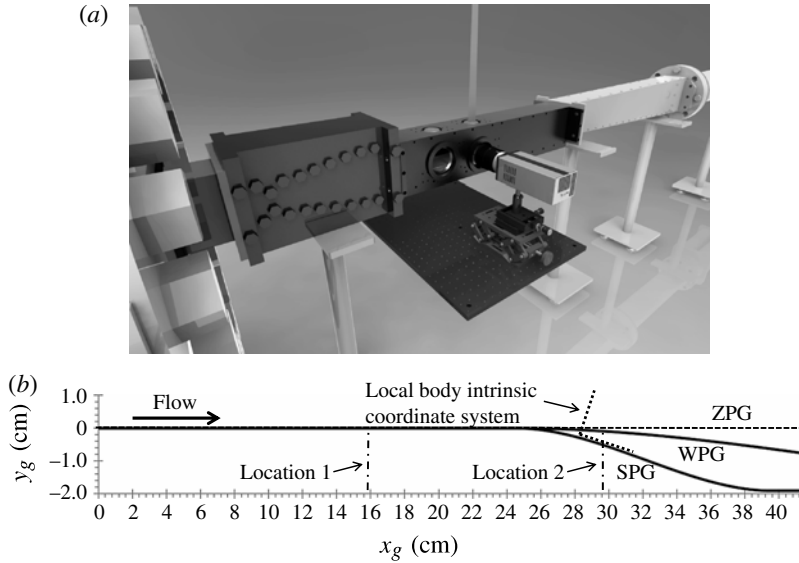 (a)
(b)
1.0
0
−1.0
−2.0
y_g (cm)
Flow
Local body intrinsic
coordinate system
ZPG
WPG
SPG
Location 1
Location 2
0 2 4 6 8 10 12 14 16 18 20 22 24 26 28 30 32 34 36 38 40
x_g (cm)